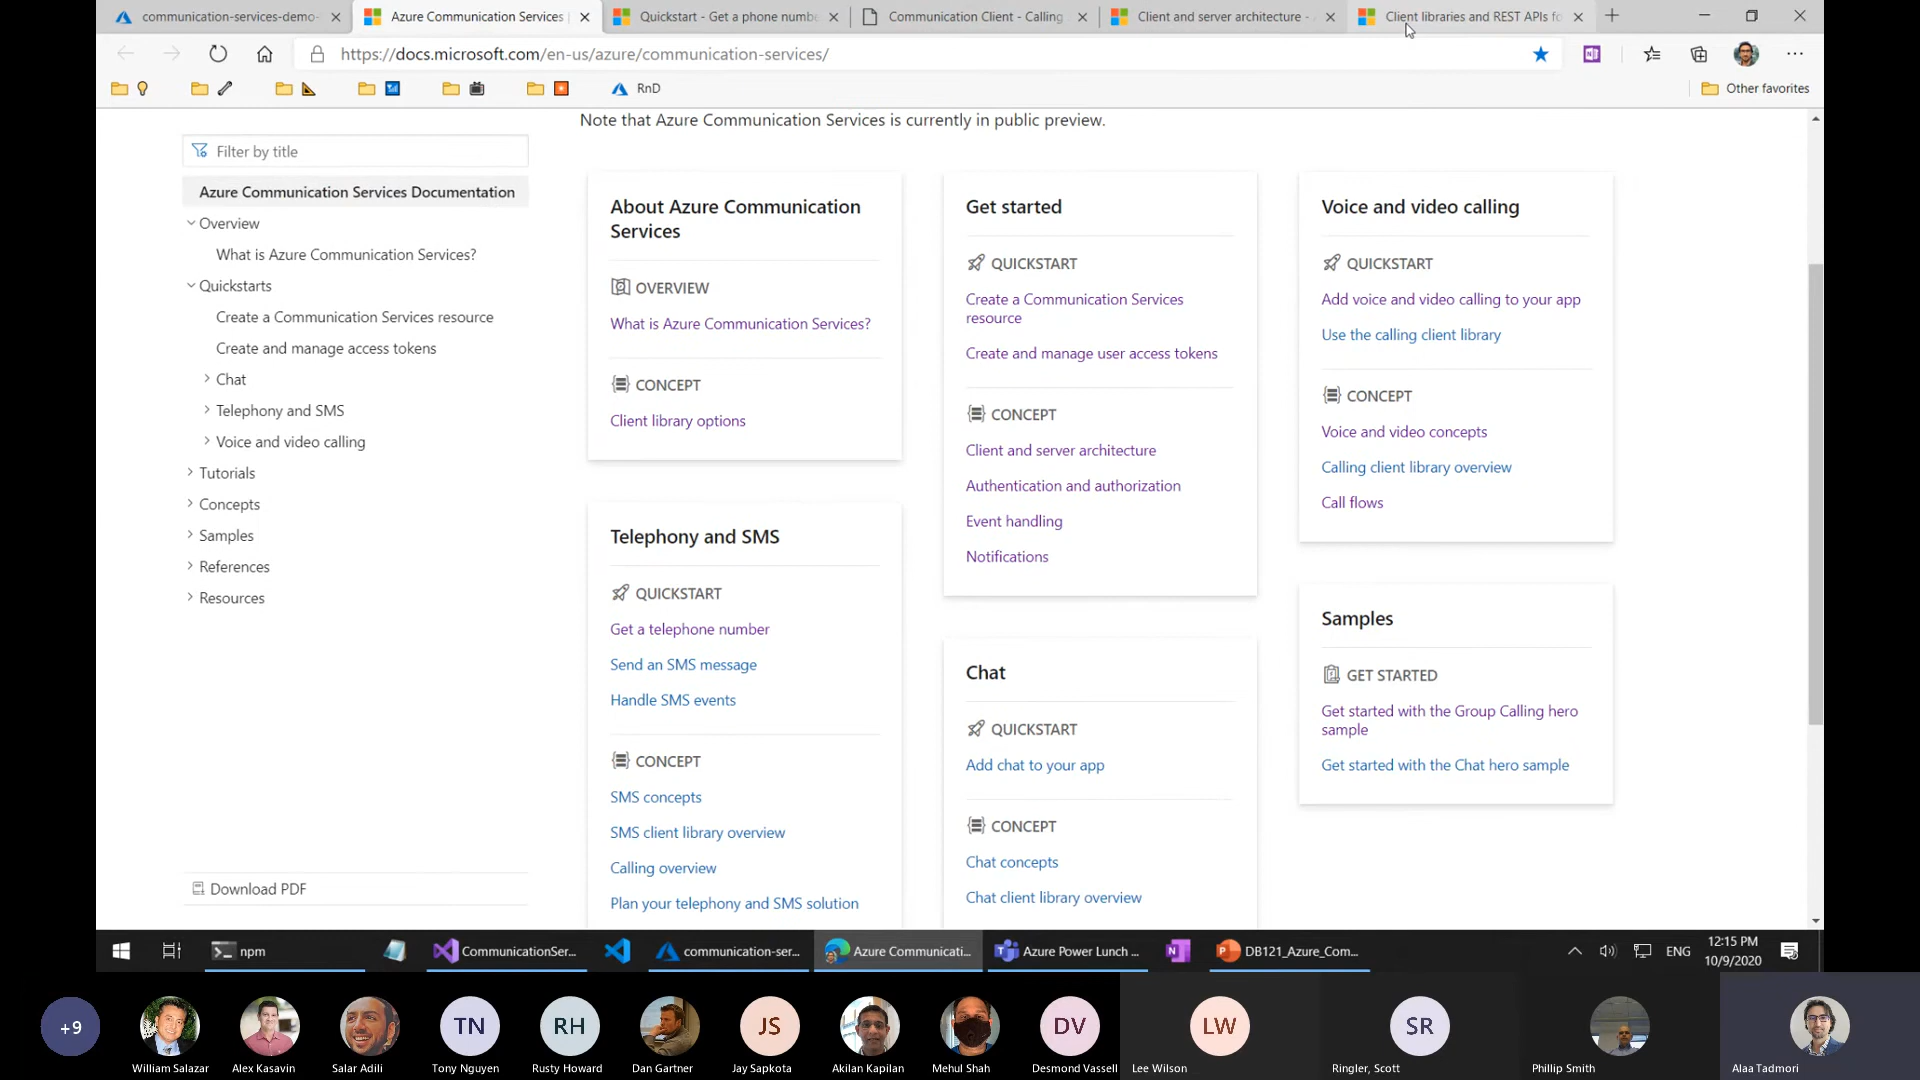 communication-services-demo-
Azure Communication Services
Quickstart - Get a phone numbe
Communication Client - Calling
Client and server architecture -
Client libraries and REST APIs fo
https://docs.microsoft.com/en-us/azure/communication-services/
RnD
Other favorites
Note that Azure Communication Services is currently in public preview.
Filter by title
Azure Communication Services Documentation
Overview
What is Azure Communication Services?
Quickstarts
Create a Communication Services resource
Create and manage access tokens
Chat
Telephony and SMS
Voice and video calling
Tutorials
Concepts
Samples
References
Resources
Download PDF
About Azure Communication
Services
OVERVIEW
What is Azure Communication Services?
CONCEPT
Client library options
Telephony and SMS
QUICKSTART
Get a telephone number
Send an SMS message
Handle SMS events
CONCEPT
SMS concepts
SMS client library overview
Calling overview
Plan your telephony and SMS solution
Get started
QUICKSTART
Create a Communication Services
resource
Create and manage user access tokens
CONCEPT
Client and server architecture
Authentication and authorization
Event handling
Notifications
Chat
QUICKSTART
Add chat to your app
CONCEPT
Chat concepts
Chat client library overview
Voice and video calling
QUICKSTART
Add voice and video calling to your app
Use the calling client library
CONCEPT
Voice and video concepts
Calling client library overview
Call flows
Samples
GET STARTED
Get started with the Group Calling hero
sample
Get started with the Chat hero sample
npm
CommunicationSer...
communication-ser...
Azure Communicati...
Azure Power Lunch ...
DB121_Azure_Com...
ENG
12:15 PM
10/9/2020
+9
TN
RH
JS
DV
LW
SR
William Salazar
Alex Kasavin
Salar Adili
Tony Nguyen
Rusty Howard
Dan Gartner
Jay Sapkota
Akilan Kapilan
Mehul Shah
Desmond Vassell
Lee Wilson
Ringler, Scott
Phillip Smith
Alaa Tadmori